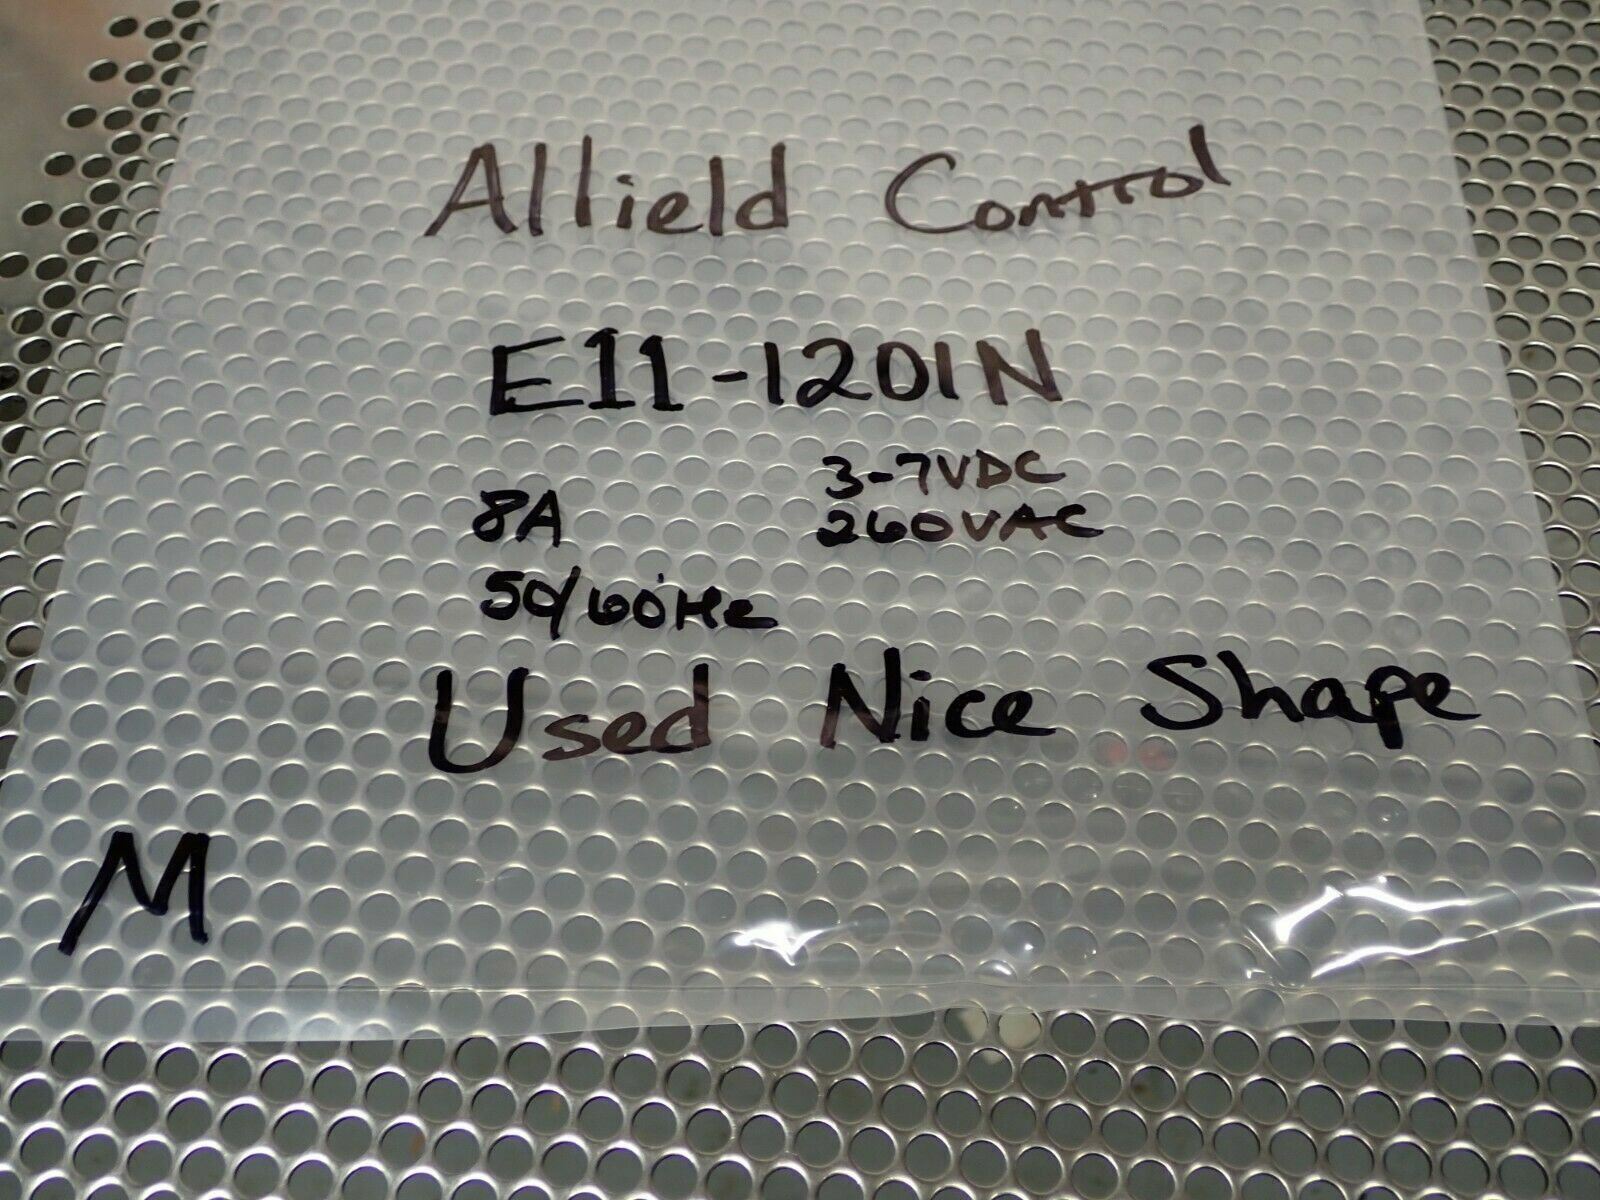 Allield Control
E11-1201N
8A 3-7VDC
260VAC
50/60Hz
Used Nice Shape
M